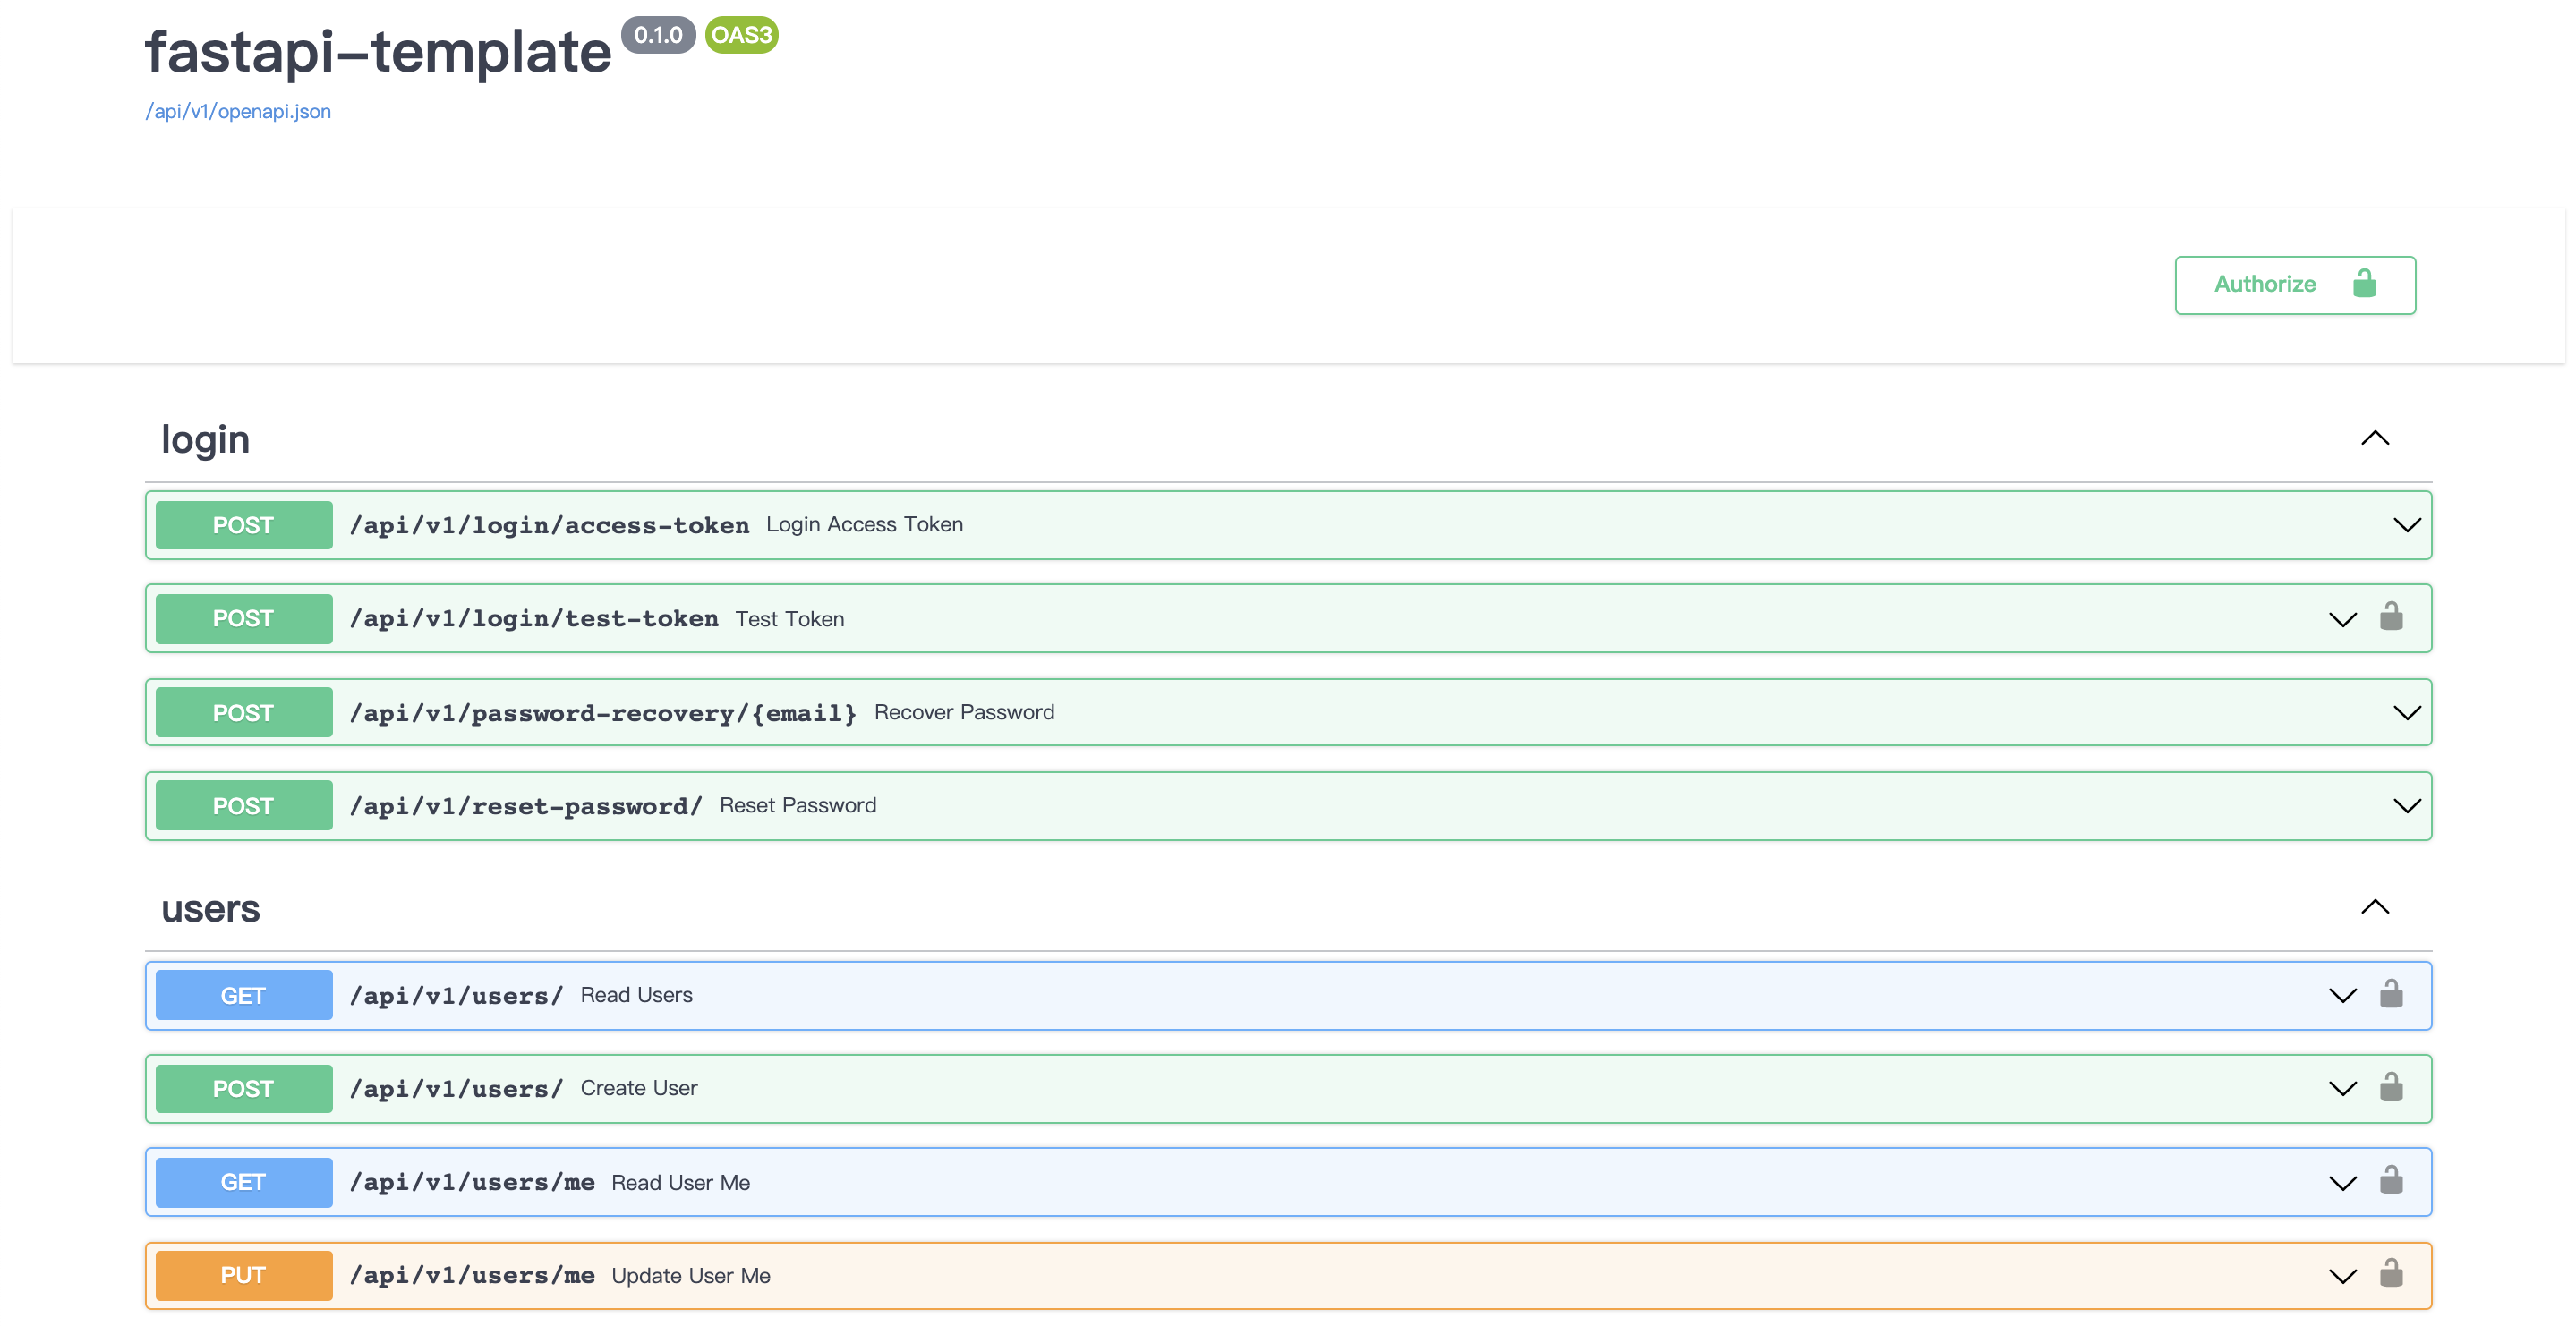 fastapi-template 0.1.0 OAS3
/api/v1/openapi.json
Authorize
login
POST /api/v1/login/access-token Login Access Token
POST /api/v1/login/test-token Test Token
POST /api/v1/password-recovery/{email} Recover Password
POST /api/v1/reset-password/ Reset Password
users
GET /api/v1/users/ Read Users
POST /api/v1/users/ Create User
GET /api/v1/users/me Read User Me
PUT /api/v1/users/me Update User Me